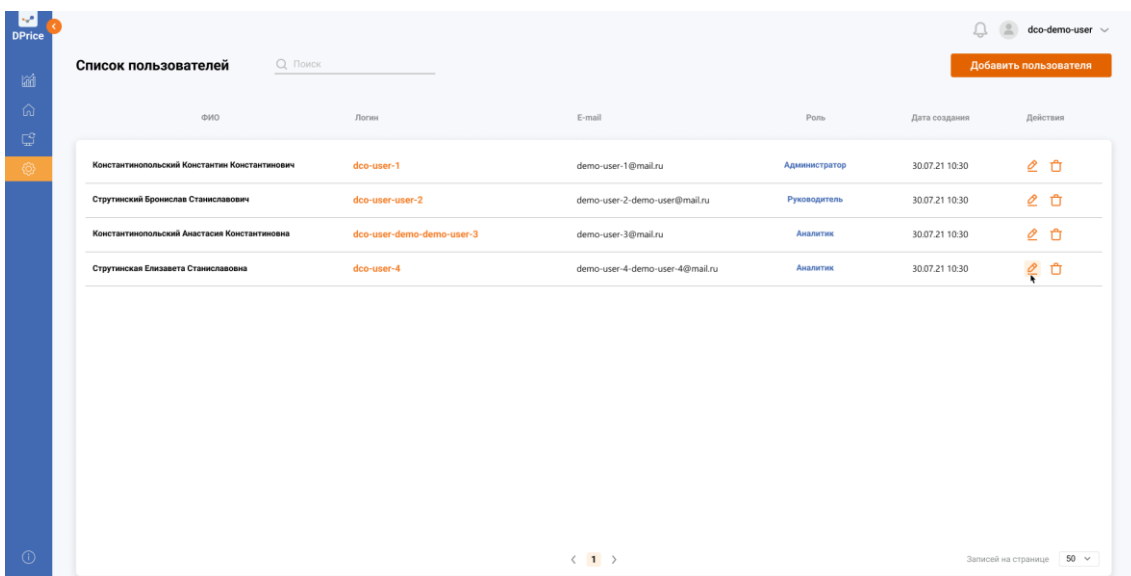 DPrice
dco-demo-user
Список пользователей
Поиск
Добавить пользователя
ФИО Логин E-mail Роль Дата создания Действия
Константинопольский Константин Константинович dco-user-1 demo-user-1@mail.ru Администратор 30.07.21 10:30
Струтинский Бронислав Станиславович dco-user-user-2 demo-user-2-demo-user@mail.ru Руководитель 30.07.21 10:30
Константинопольский Анастасия Константиновна dco-user-demo-demo-user-3 demo-user-3@mail.ru Аналитик 30.07.21 10:30
Струтинская Елизавета Станиславовна dco-user-4 demo-user-4-demo-user-4@mail.ru Аналитик 30.07.21 10:30
1
Записей на странице 50